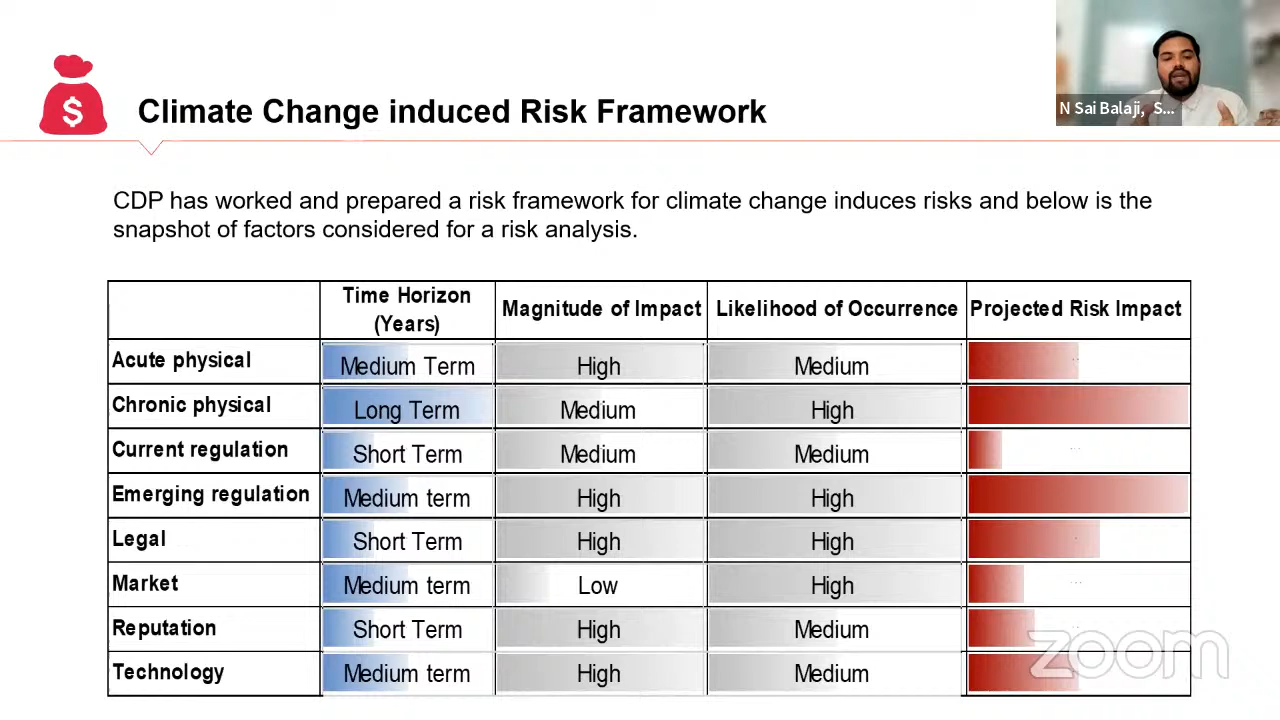 N Sai Balaji, S...
$
Climate Change induced Risk Framework
CDP has worked and prepared a risk framework for climate change induces risks and below is the
snapshot of factors considered for a risk analysis.
Time Horizon
(Years)
Magnitude of Impact
Likelihood of Occurrence
Projected Risk Impact
Acute physical Medium Term High Medium
Chronic physical Long Term Medium High
Current regulation Short Term Medium Medium
Emerging regulation Medium term High High
Legal Short Term High High
Market Medium term Low High
Reputation Short Term High Medium
Technology Medium term High Medium
zoom